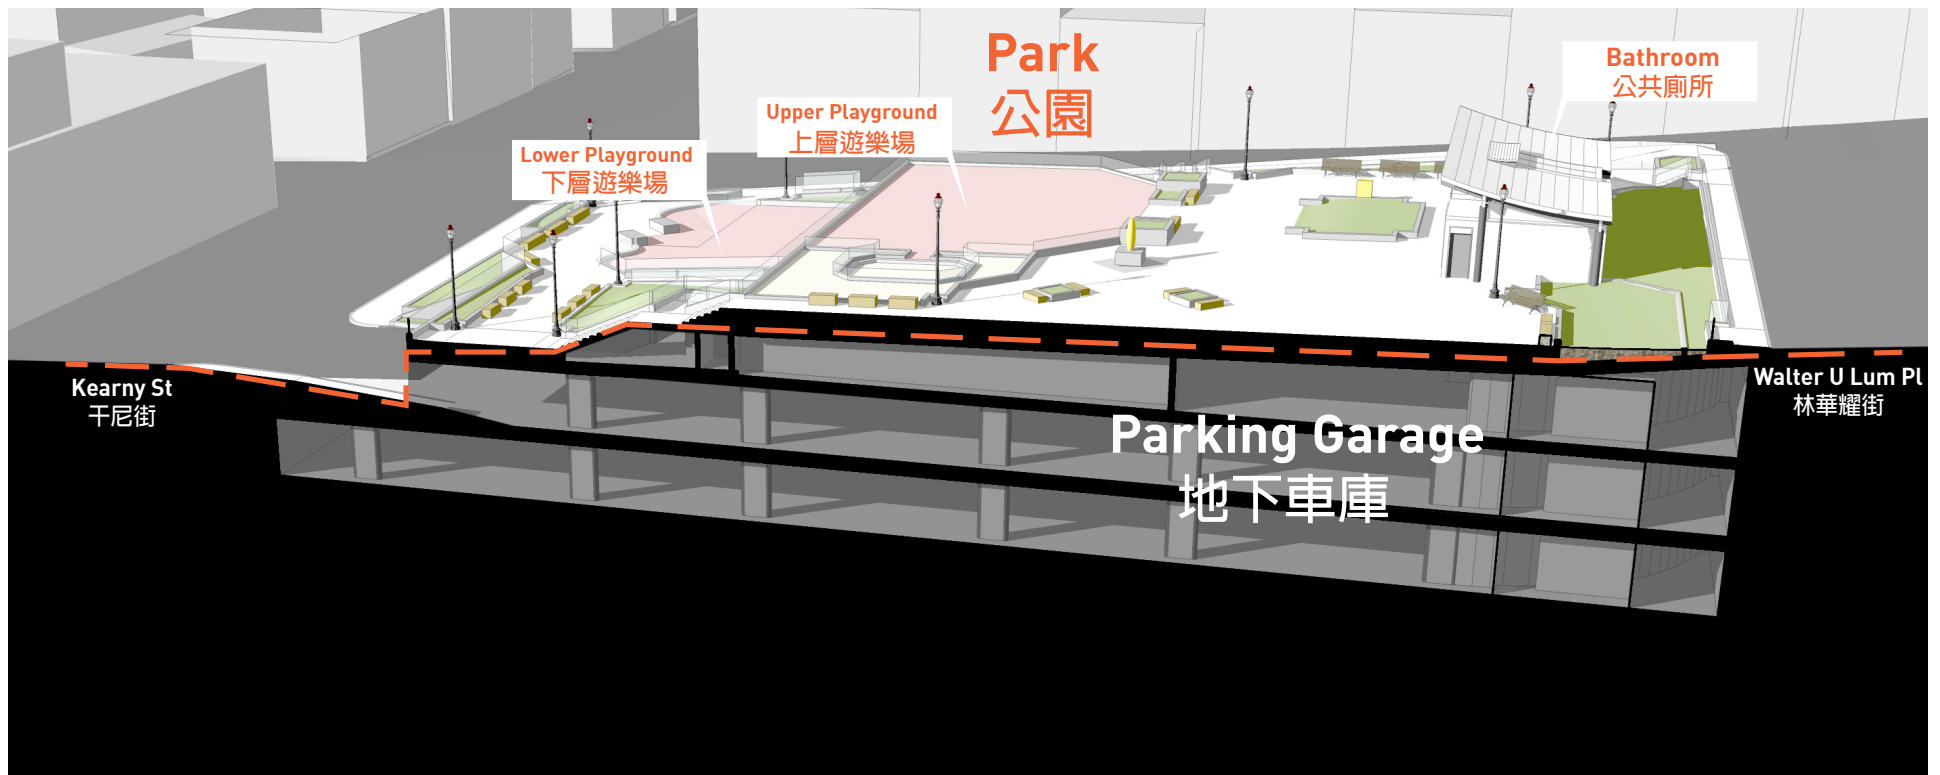 Park
公園
Bathroom
公共廁所
Upper Playground
上層遊樂場
Lower Playground
下層遊樂場
Kearny St
干尼街
Walter U Lum Pl
林華耀街
Parking Garage
地下車庫